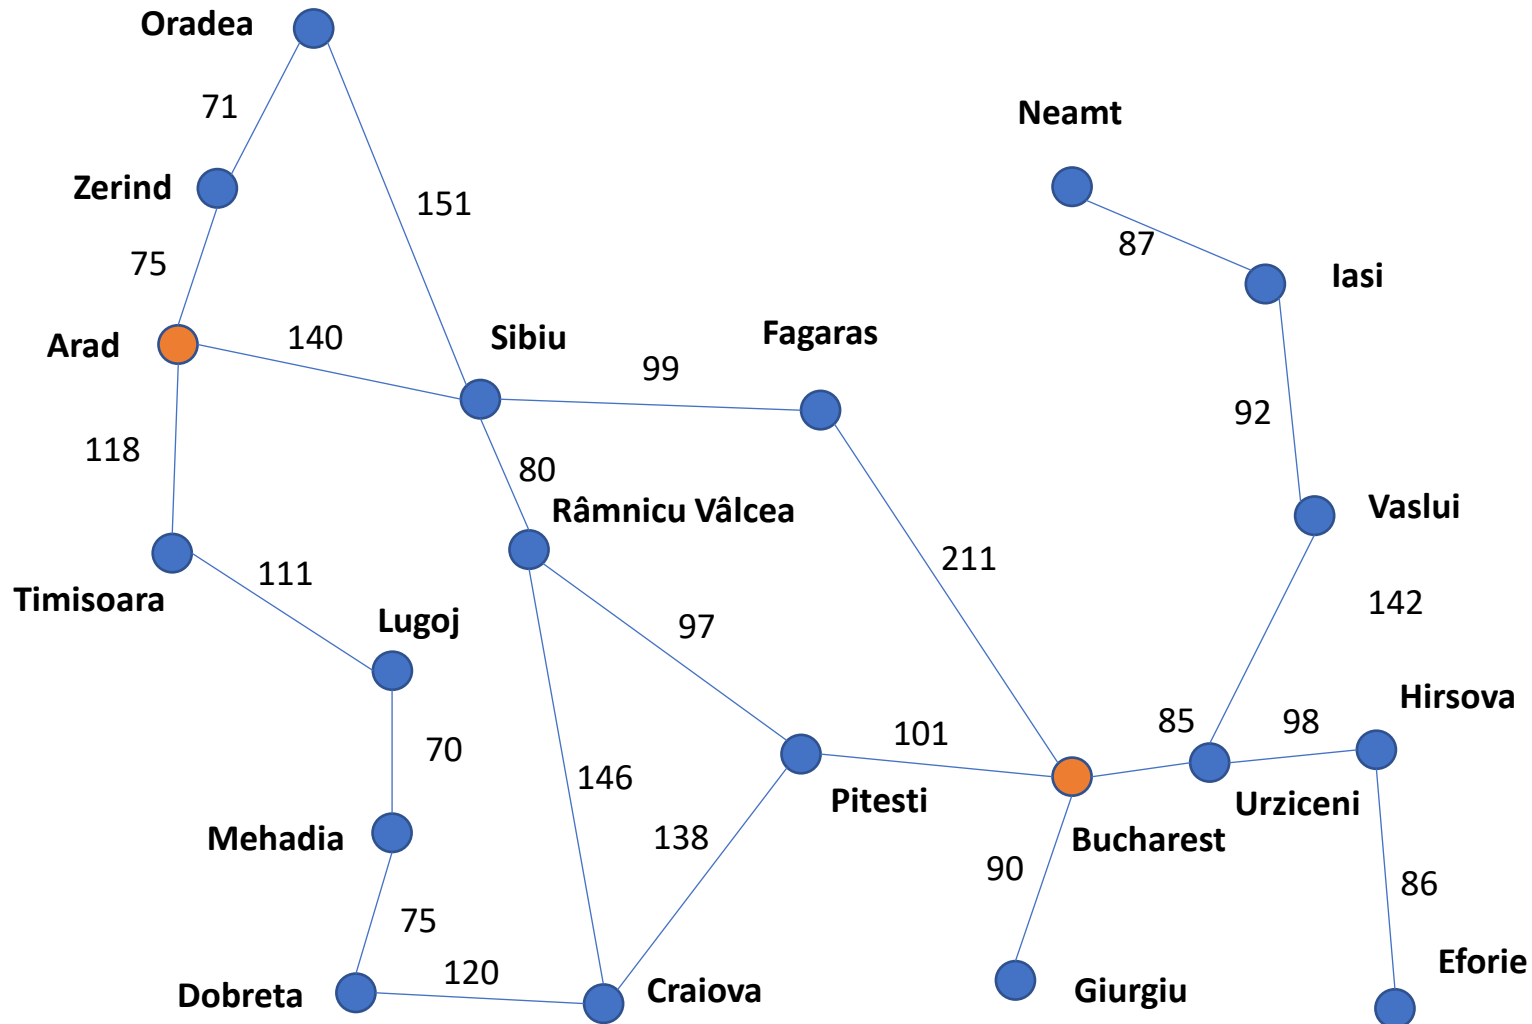 Oradea
71
Neamt
Zerind
151
87
75
Iasi
Arad
140
Sibiu
Fagaras
99
92
118
80
Râmnicu Vâlcea
Vaslui
211
111
Timisoara
142
Lugoj
97
Hirsova
70
146
101
85
98
Pitesti
Urziceni
Mehadia
138
Bucharest
90
86
75
120
Eforie
Dobreta
Craiova
Giurgiu